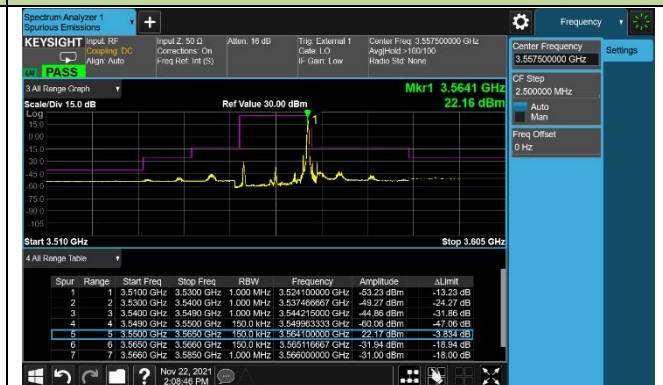 Spectrum Analyzer 1
Spurious Emissions
+
Frequency
KEYSIGHT
Input: RF
Coupling: DC
Align: Auto
Input Z: 50 Ω
Corrections: On
Freq Ref: Int (S)
Atten: 16 dB
Trig: External 1
Gate: LO
IF Gain: Low
Center Freq: 3.557500000 GHz
Avg|Hold:>100/100
Radio Std: None
PASS
3 All Range Graph
Scale/Div 15.0 dB
Ref Value 30.00 dBm
Mkr1 3.5641 GHz
22.16 dBm
Log
15.0
0.00
-15.0
-30.0
-45.0
-60.0
-75.0
-90.0
-105
1
Start 3.510 GHz
Stop 3.605 GHz
4 All Range Table
Spur Range Start Freq Stop Freq RBW Frequency Amplitude ΔLimit
1 1 3.5100 GHz 3.5300 GHz 1.000 MHz 3.524100000 GHz -53.23 dBm -13.23 dB
2 2 3.5300 GHz 3.5400 GHz 1.000 MHz 3.537466667 GHz -49.27 dBm -24.27 dB
3 3 3.5400 GHz 3.5490 GHz 1.000 MHz 3.544215000 GHz -44.86 dBm -31.86 dB
4 4 3.5490 GHz 3.5500 GHz 150.0 kHz 3.549963333 GHz -60.06 dBm -47.06 dB
5 5 3.5500 GHz 3.5650 GHz 150.0 kHz 3.564100000 GHz 22.17 dBm -3.834 dB
6 6 3.5650 GHz 3.5660 GHz 150.0 kHz 3.565116667 GHz -31.94 dBm -18.94 dB
7 7 3.5660 GHz 3.5850 GHz 1.000 MHz 3.566000000 GHz -31.00 dBm -18.00 dB
?
Nov 22, 2021
2:08:46 PM
Center Frequency
3.557500000 GHz
Settings
CF Step
2.500000 MHz
Auto
Man
Freq Offset
0 Hz